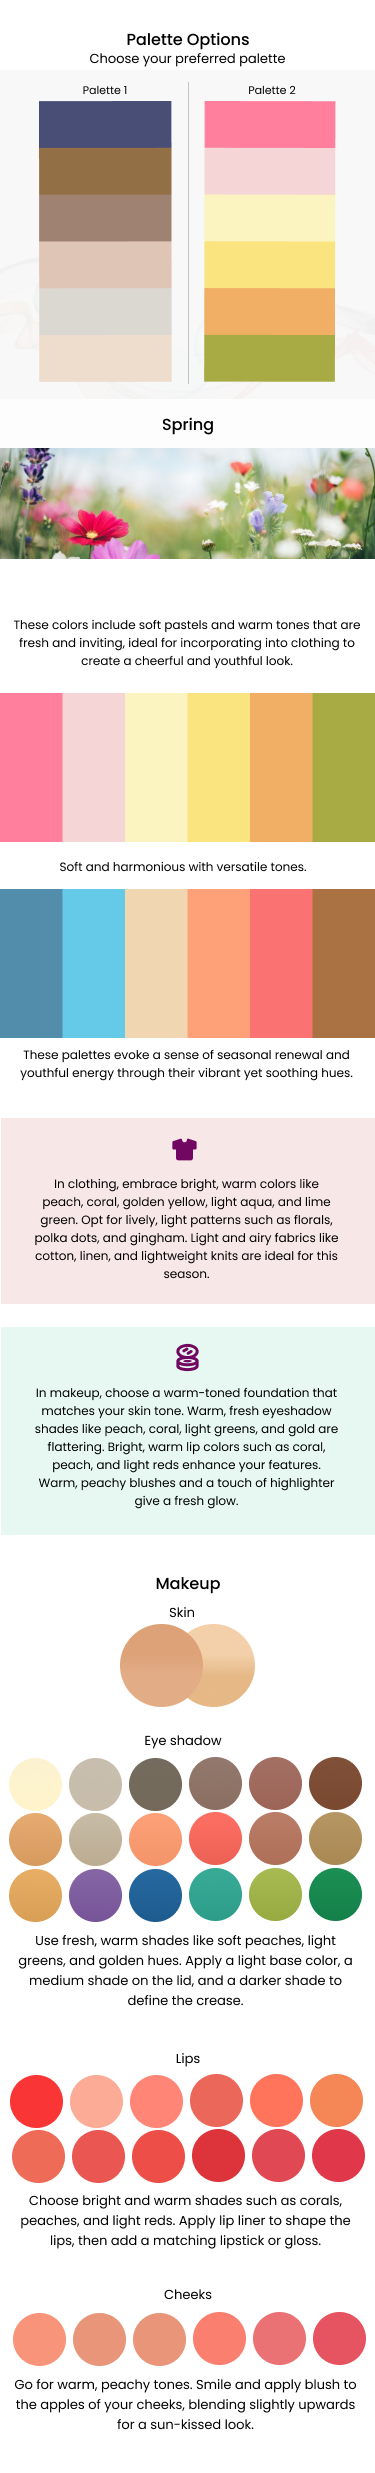 Palette Options
Choose your preferred palette
Palette 1
Palette 2
Spring
These colors include soft pastels and warm tones that are
fresh and inviting, ideal for incorporating into clothing to
create a cheerful and youthful look.
Soft and harmonious with versatile tones.
These palettes evoke a sense of seasonal renewal and
youthful energy through their vibrant yet soothing hues.
In clothing, embrace bright, warm colors like
peach, coral, golden yellow, light aqua, and lime
green. Opt for lively, light patterns such as florals,
polka dots, and gingham. Light and airy fabrics like
cotton, linen, and lightweight knits are ideal for this
season.
In makeup, choose a warm-toned foundation that
matches your skin tone. Warm, fresh eyeshadow
shades like peach, coral, light greens, and gold are
flattering. Bright, warm lip colors such as coral,
peach, and light reds enhance your features.
Warm, peachy blushes and a touch of highlighter
give a fresh glow.
Makeup
Skin
Eye shadow
Use fresh, warm shades like soft peaches, light
greens, and golden hues. Apply a light base color, a
medium shade on the lid, and a darker shade to
define the crease.
Lips
Choose bright and warm shades such as corals,
peaches, and light reds. Apply lip liner to shape the
lips, then add a matching lipstick or gloss.
Cheeks
Go for warm, peachy tones. Smile and apply blush to
the apples of your cheeks, blending slightly upwards
for a sun-kissed look.